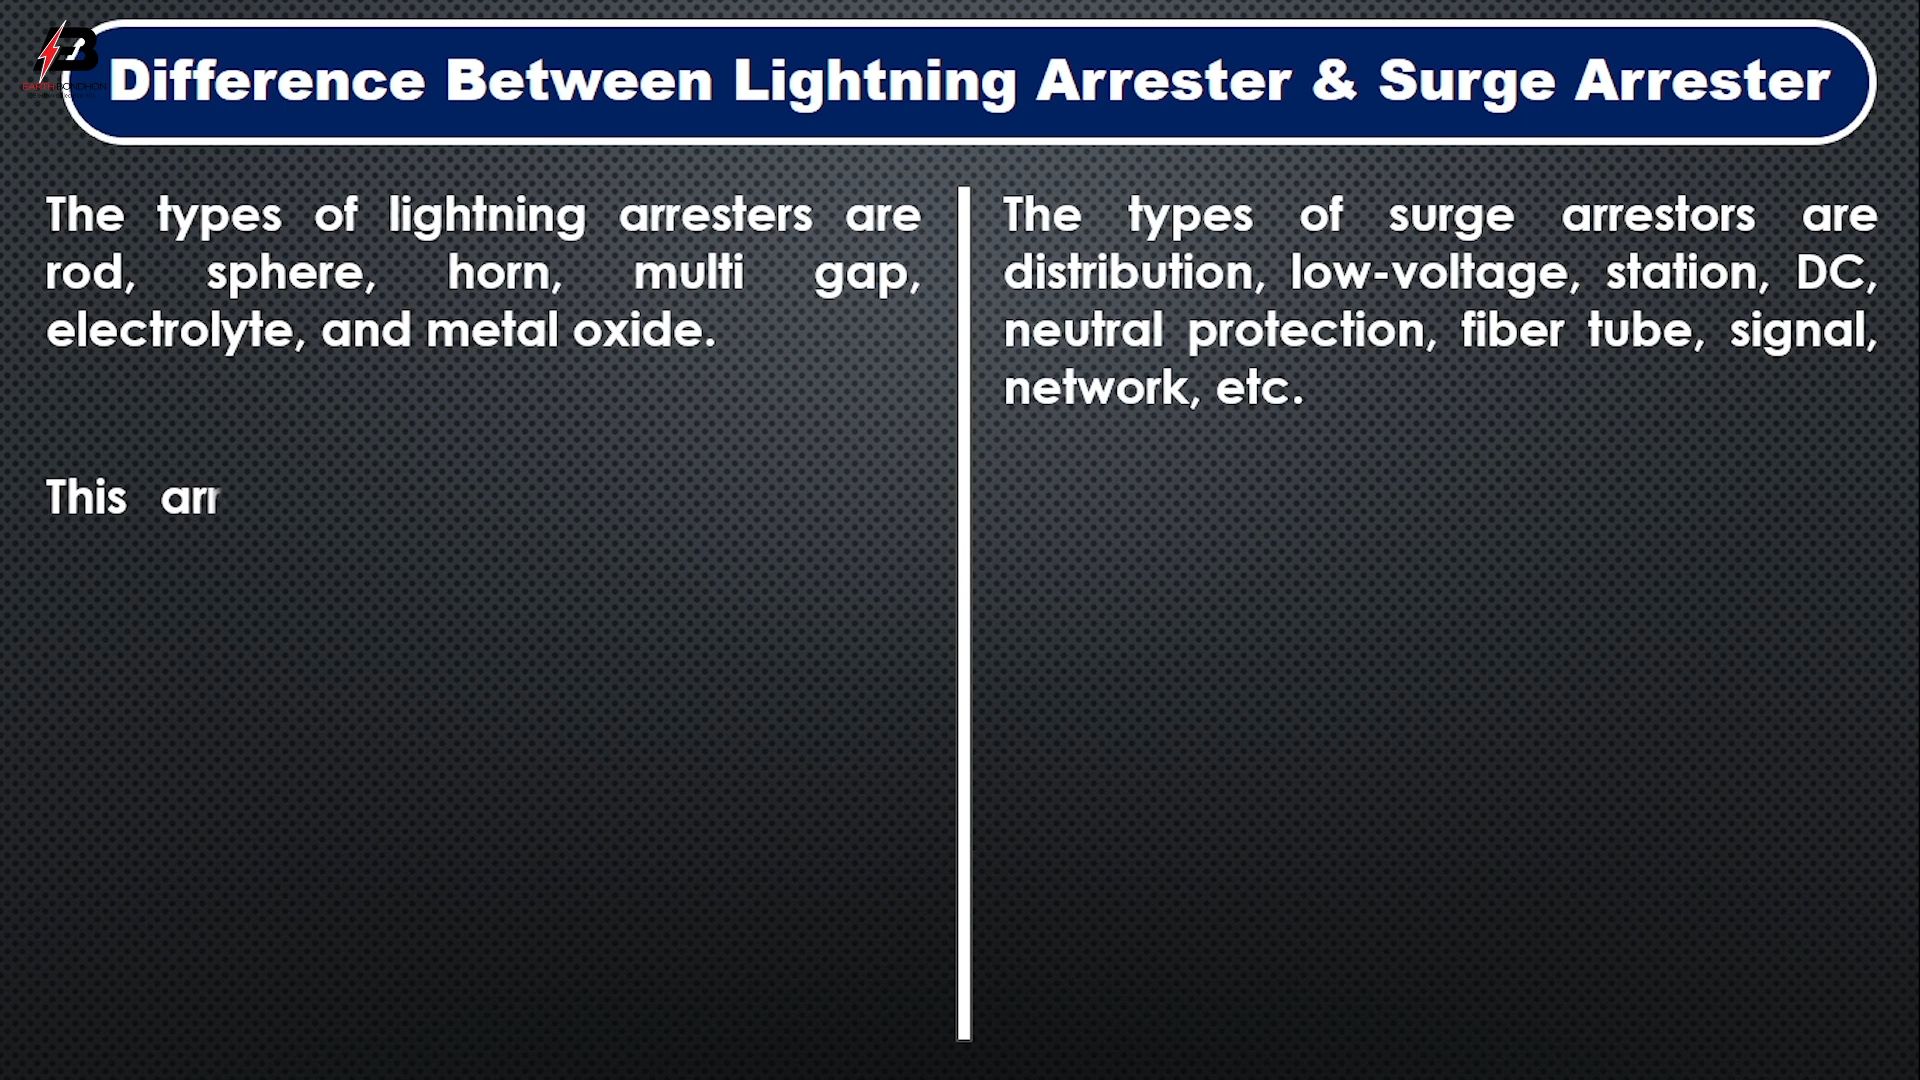 EARTH BONDHON
Difference Between Lightning Arrester & Surge Arrester
The types of lightning arresters are
rod, sphere, horn, multi gap,
electrolyte, and metal oxide.
This arr
The types of surge arrestors are
distribution, low-voltage, station, DC,
neutral protection, fiber tube, signal,
network, etc.